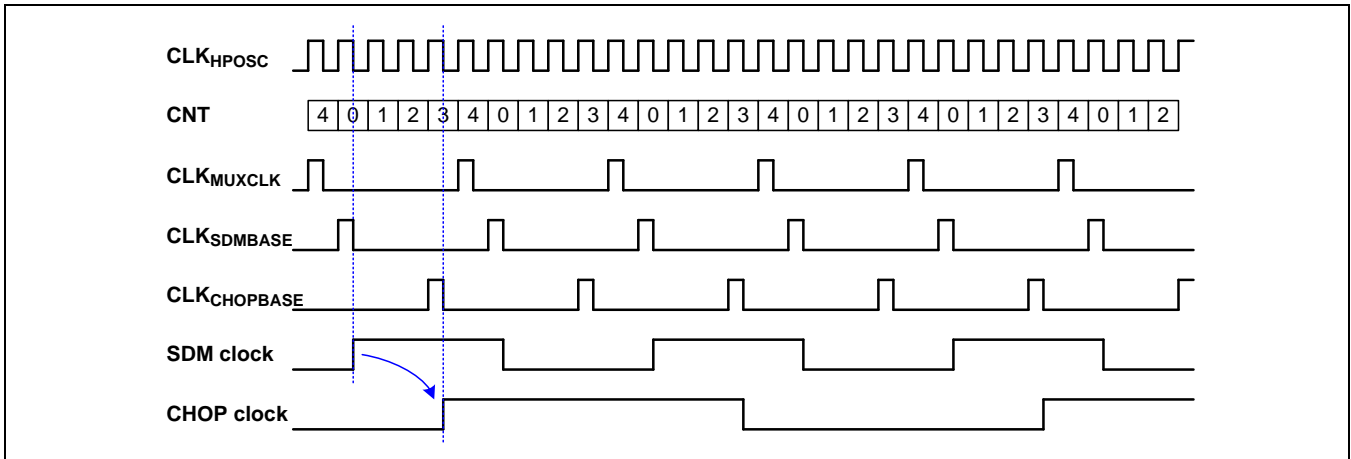 CLKHPOSC
CNT 4 0 1 2 3 4 0 1 2 3 4 0 1 2 3 4 0 1 2 3 4 0 1 2 3 4 0 1 2
CLKMUXCLK
CLKSDMBASE
CLKCHOPBASE
SDM clock
CHOP clock